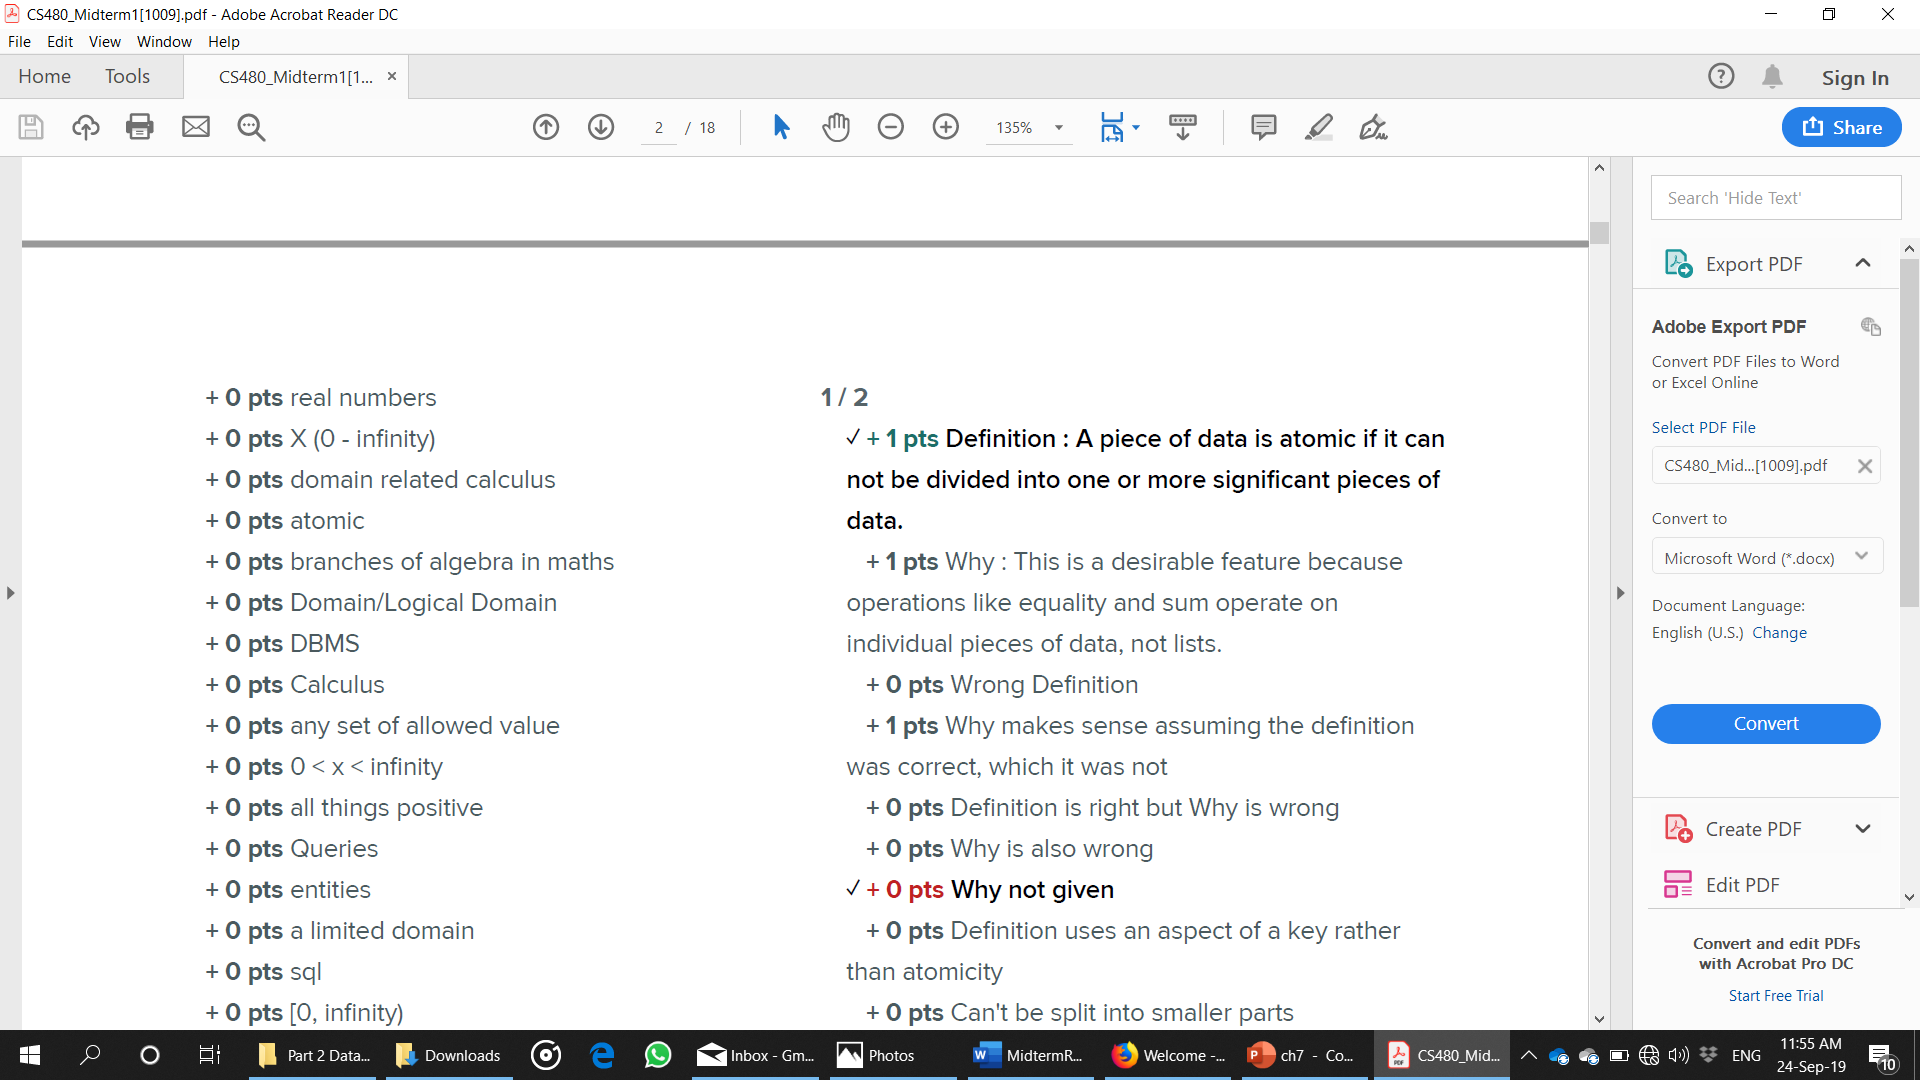 CS480_Midterm1[1009].pdf - Adobe Acrobat Reader DC
File Edit View Window Help
Home Tools CS480_Midterm1[1... × Sign In
2 / 18 135% Share
Search 'Hide Text'
Export PDF
Adobe Export PDF
Convert PDF Files to Word
or Excel Online
Select PDF File
CS480_Mid...[1009].pdf
Convert to
Microsoft Word (*.docx)
Document Language:
English (U.S.) Change
Convert
Create PDF
Edit PDF
Convert and edit PDFs
with Acrobat Pro DC
Start Free Trial
+ 0 pts real numbers
+ 0 pts X (0 - infinity)
+ 0 pts domain related calculus
+ 0 pts atomic
+ 0 pts branches of algebra in maths
+ 0 pts Domain/Logical Domain
+ 0 pts DBMS
+ 0 pts Calculus
+ 0 pts any set of allowed value
+ 0 pts 0 < x < infinity
+ 0 pts all things positive
+ 0 pts Queries
+ 0 pts entities
+ 0 pts a limited domain
+ 0 pts sql
+ 0 pts [0, infinity)
1 / 2
✓ + 1 pts Definition : A piece of data is atomic if it can
not be divided into one or more significant pieces of
data.
+ 1 pts Why : This is a desirable feature because
operations like equality and sum operate on
individual pieces of data, not lists.
+ 0 pts Wrong Definition
+ 1 pts Why makes sense assuming the definition
was correct, which it was not
+ 0 pts Definition is right but Why is wrong
+ 0 pts Why is also wrong
✓ + 0 pts Why not given
+ 0 pts Definition uses an aspect of a key rather
than atomicity
+ 0 pts Can't be split into smaller parts
Part 2 Data... Downloads Inbox - Gm... Photos MidtermR... Welcome -... ch7 - Co... CS480_Mid... ENG 11:55 AM
24-Sep-19 10